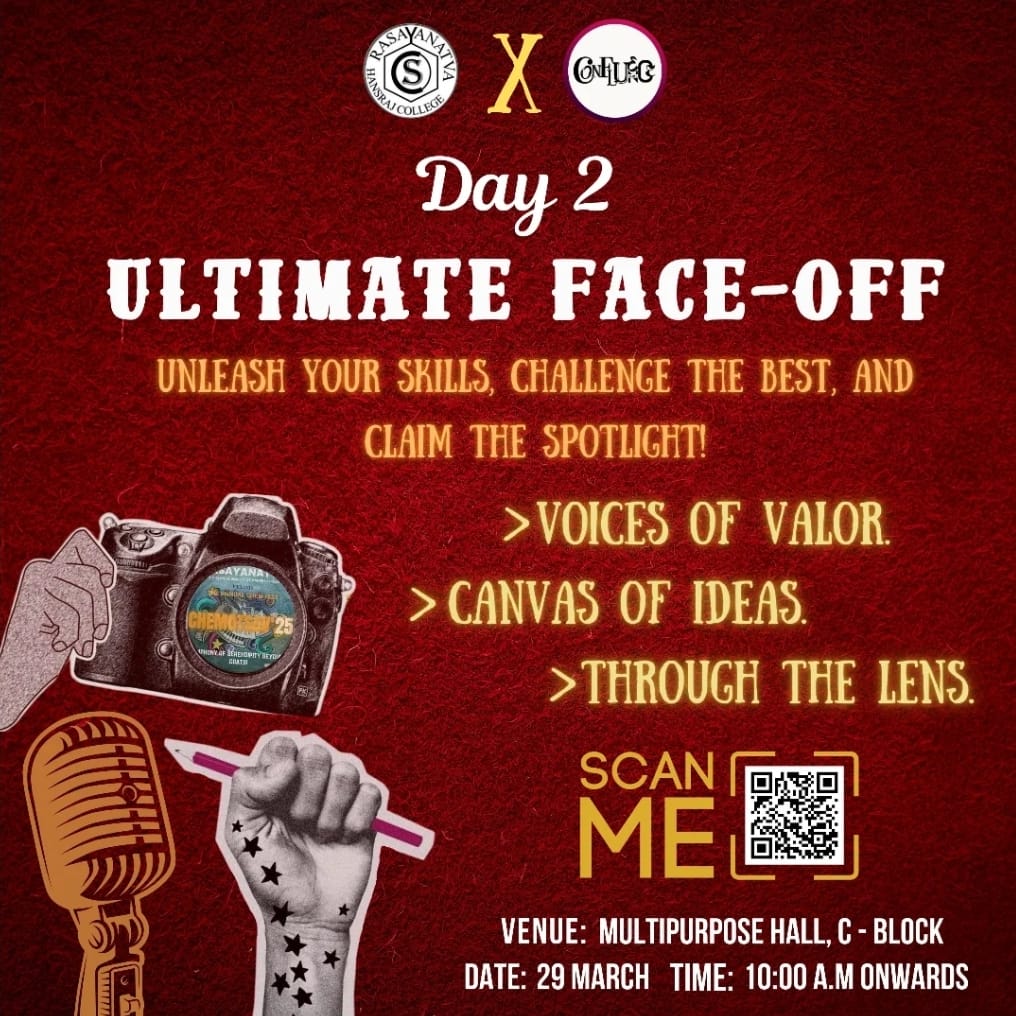 RASAYANATVA
HANSRAJ COLLEGE
X
CONFLUENCE
Day 2
ULTIMATE FACE-OFF
UNLEASH YOUR SKILLS, CHALLENGE THE BEST, AND
CLAIM THE SPOTLIGHT!
>VOICES OF VALOR.
>CANVAS OF IDEAS.
>THROUGH THE LENS.
SCAN
ME
VENUE: MULTIPURPOSE HALL, C - BLOCK
DATE: 29 MARCH TIME: 10:00 A.M ONWARDS